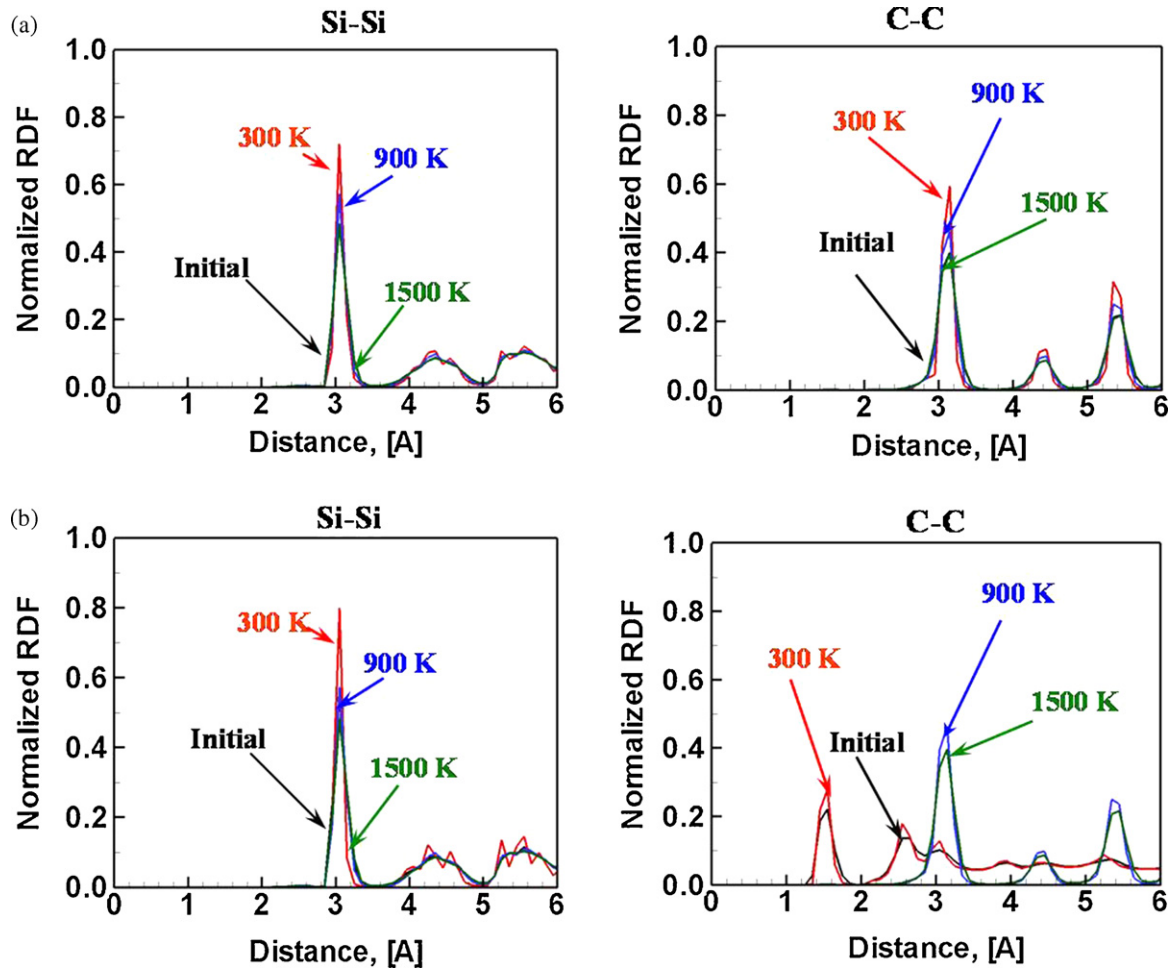 (a)
Si-Si
C-C
1.0
0.8
0.6
0.4
0.2
0.0
Normalized RDF
300 K
900 K
Initial
1500 K
0 1 2 3 4 5 6
Distance, [A]
1.0
0.8
0.6
0.4
0.2
0.0
Normalized RDF
900 K
300 K
1500 K
Initial
0 1 2 3 4 5 6
Distance, [A]
(b)
Si-Si
C-C
1.0
0.8
0.6
0.4
0.2
0.0
Normalized RDF
300 K
900 K
Initial
1500 K
0 1 2 3 4 5 6
Distance, [A]
1.0
0.8
0.6
0.4
0.2
0.0
Normalized RDF
900 K
300 K
1500 K
Initial
0 1 2 3 4 5 6
Distance, [A]